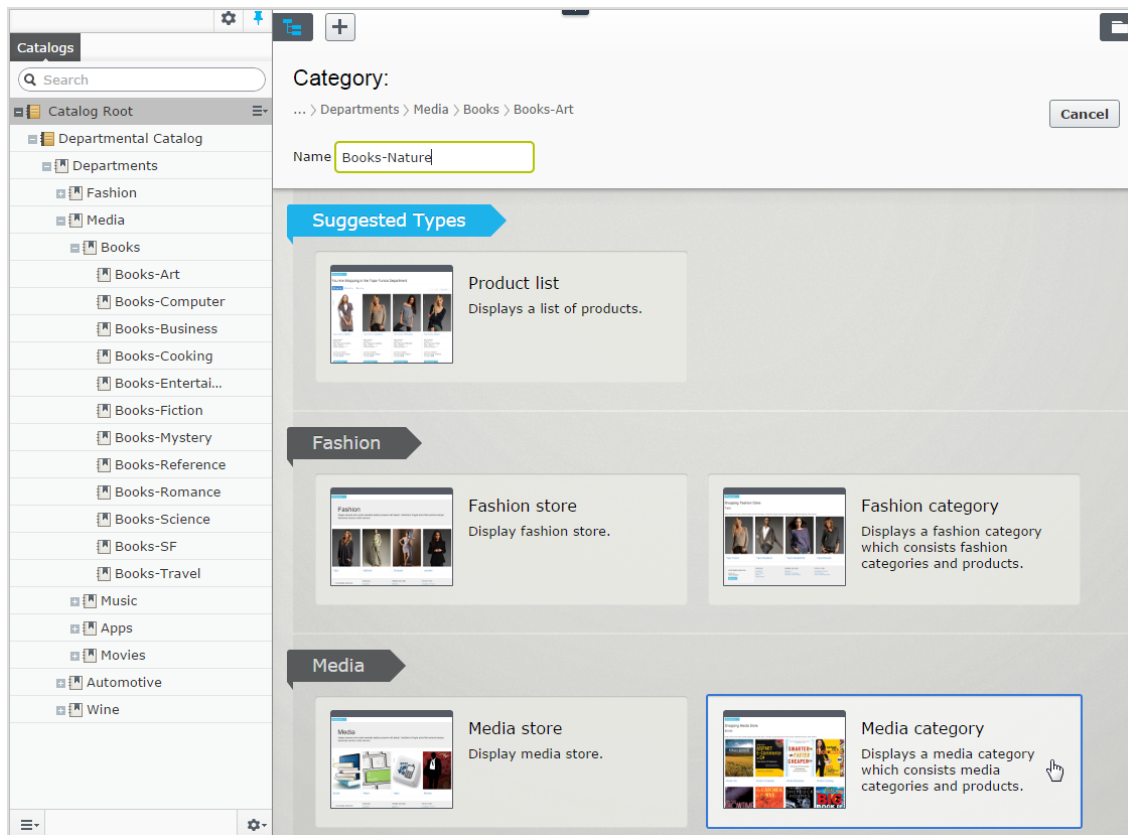 Catalogs
Search
Catalog Root
Departmental Catalog
Departments
Fashion
Media
Books
Books-Art
Books-Computer
Books-Business
Books-Cooking
Books-Entertai...
Books-Fiction
Books-Mystery
Books-Reference
Books-Romance
Books-Science
Books-SF
Books-Travel
Music
Apps
Movies
Automotive
Wine
Category:
... > Departments > Media > Books > Books-Art
Cancel
Name Books-Nature
Suggested Types
Product list
Displays a list of products.
Fashion
Fashion store
Display fashion store.
Fashion category
Displays a fashion category
which consists fashion
categories and products.
Media
Media store
Display media store.
Media category
Displays a media category
which consists media
categories and products.